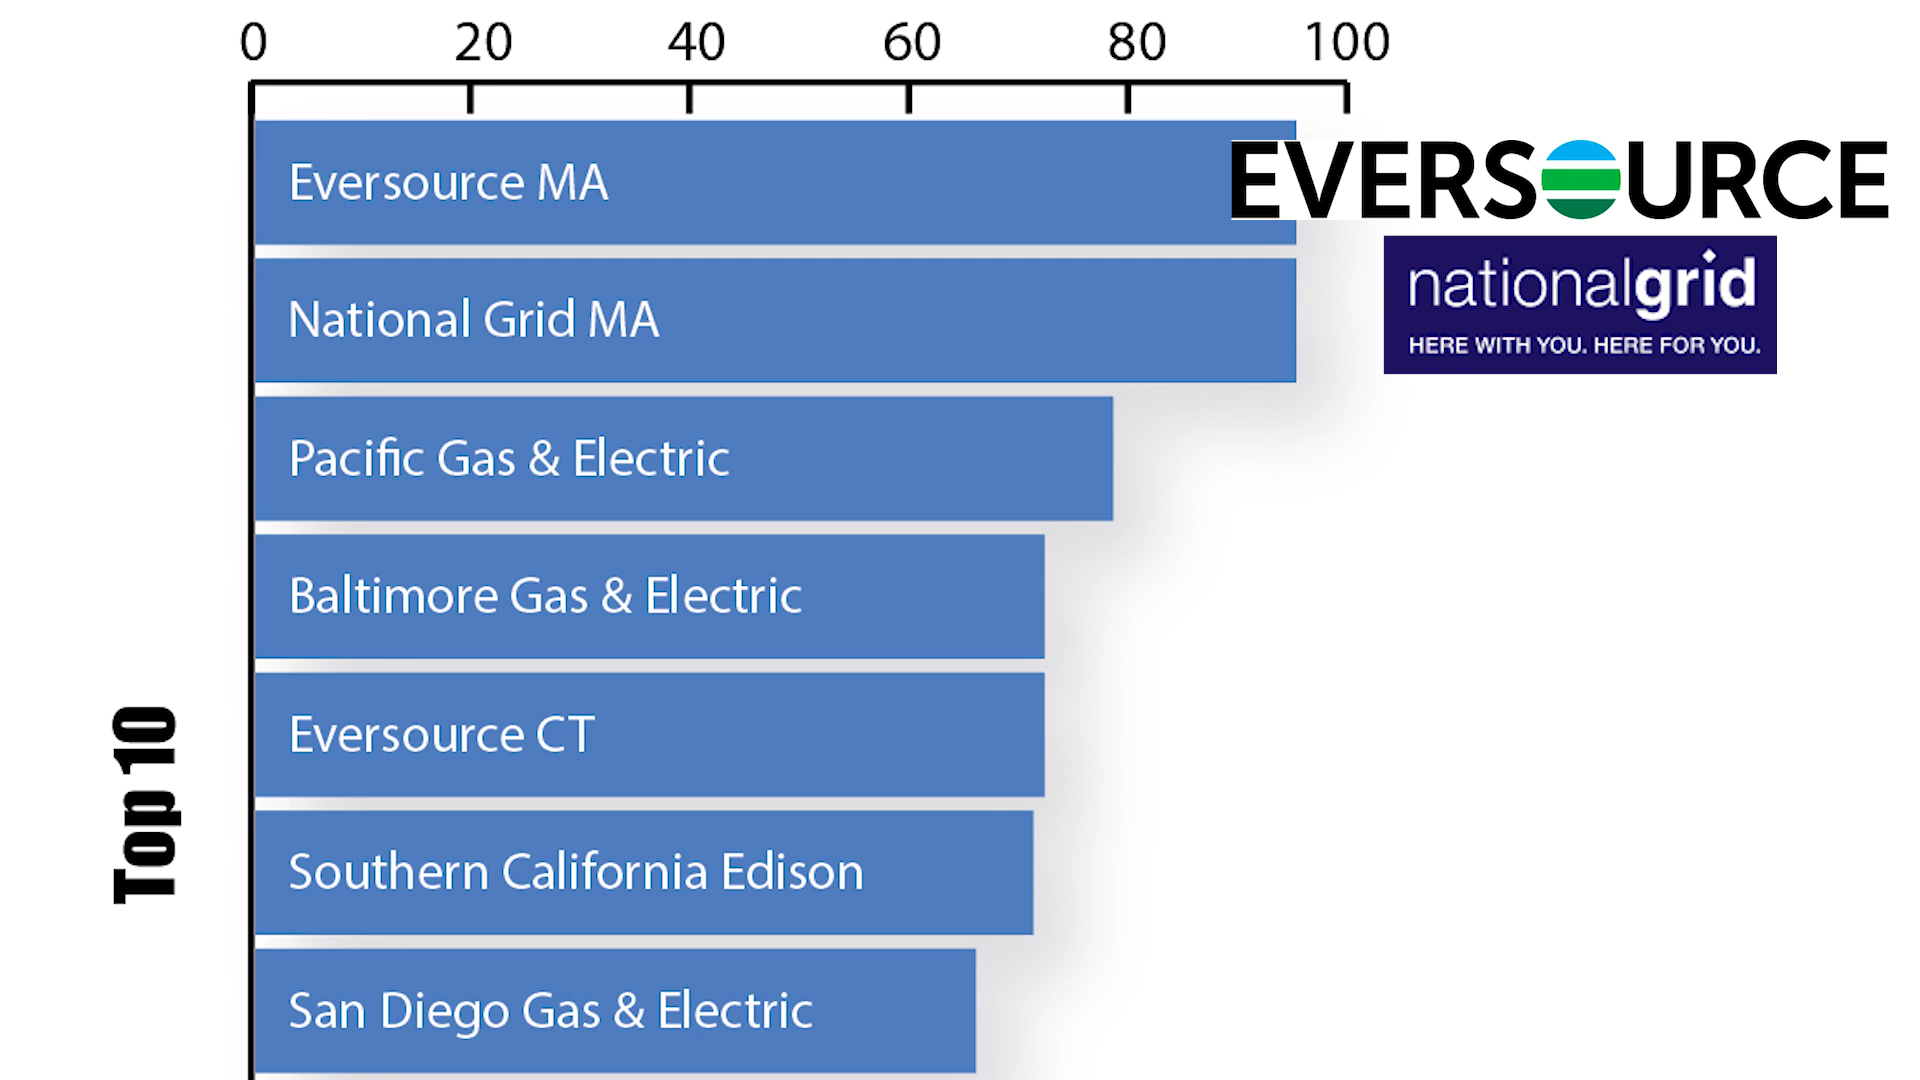 0 20 40 60 80 100
Eversource MA
EVERSOURCE
National Grid MA
nationalgrid
HERE WITH YOU. HERE FOR YOU.
Pacific Gas & Electric
Baltimore Gas & Electric
Eversource CT
Southern California Edison
San Diego Gas & Electric
Top 10